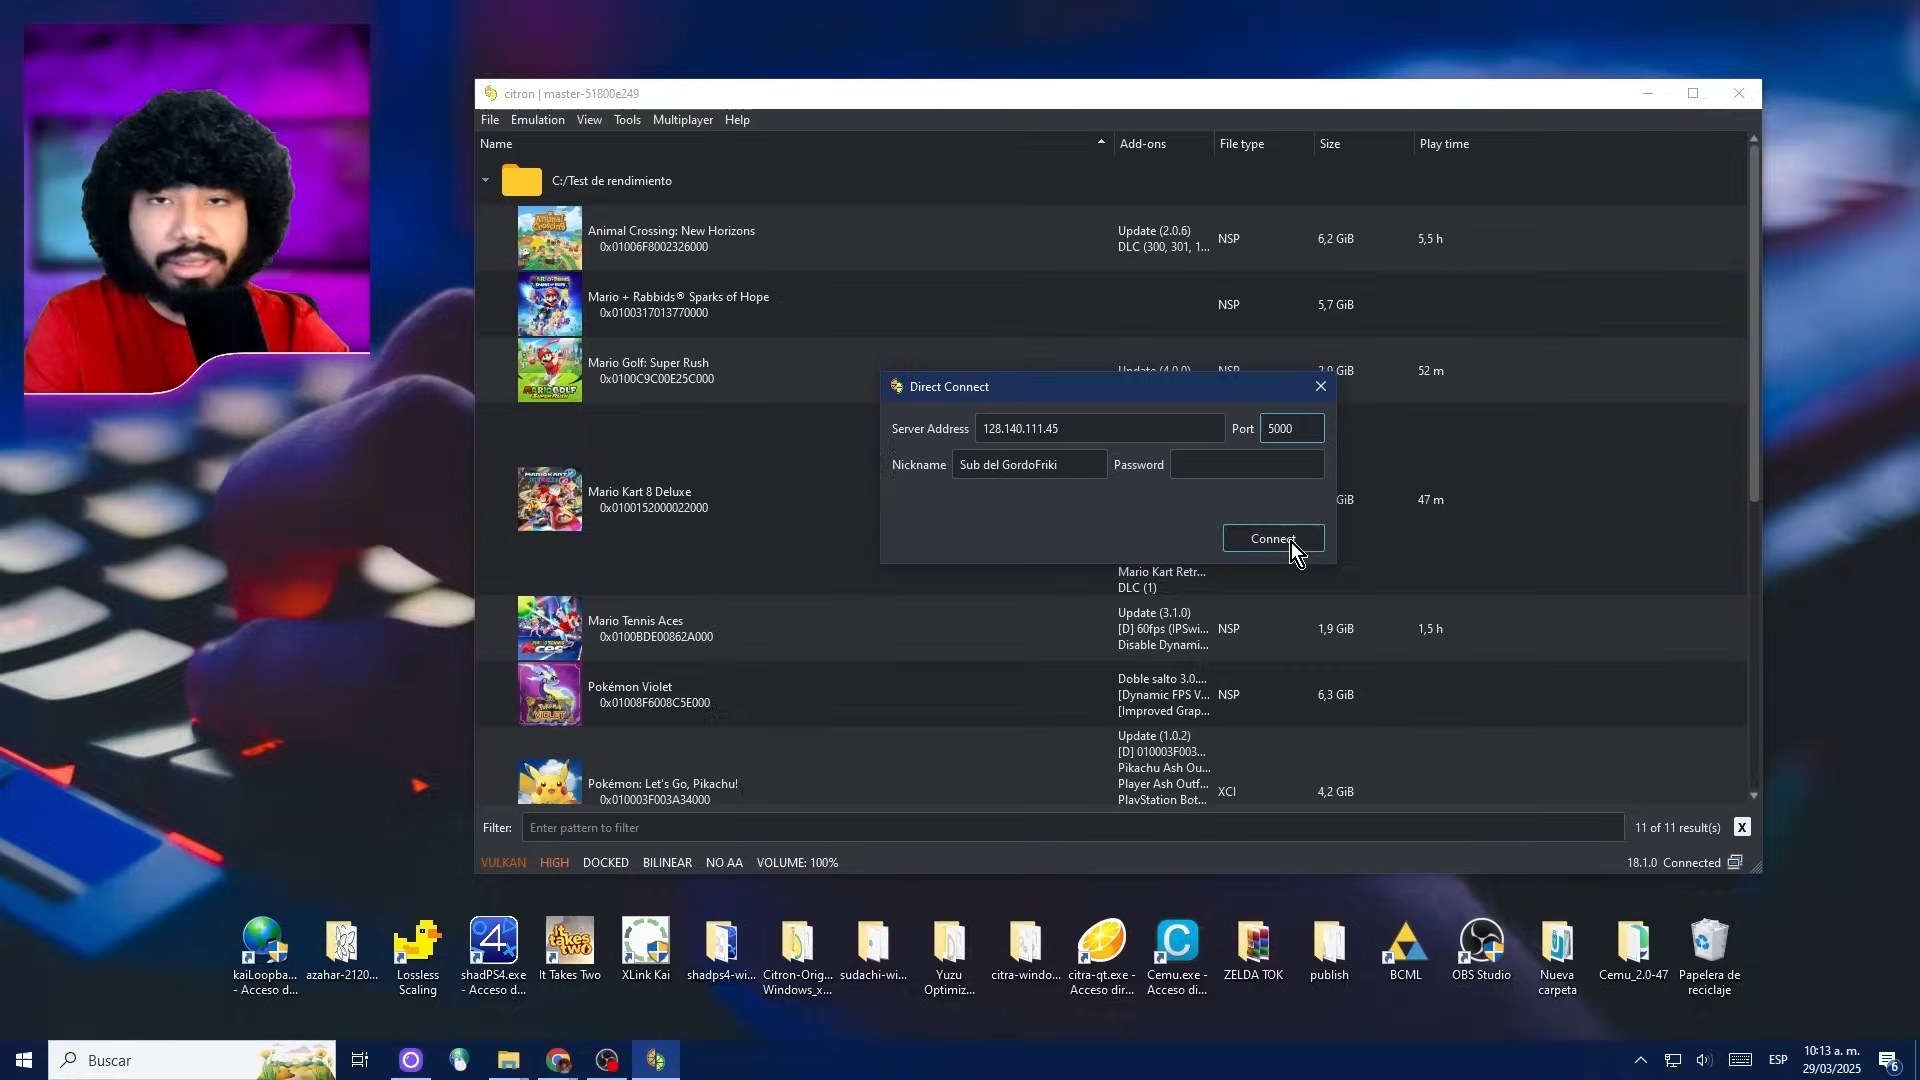 citron | master-51800e249
File Emulation View Tools Multiplayer Help
Name Add-ons File type Size Play time
C:/Test de rendimiento
Animal Crossing: New Horizons
0x01006F8002326000
Update (2.0.6)
DLC (300, 301, 1...
NSP 6,2 GiB 5,5 h
Mario + Rabbids® Sparks of Hope
0x0100317013770000
NSP 5,7 GiB
Mario Golf: Super Rush
0x0100C9C00E25C000
Update (4.0.0) NSP 2,9 GiB 52 m
Direct Connect
Server Address 128.140.111.45 Port 5000
Nickname Sub del GordoFriki Password
Connect
Mario Kart 8 Deluxe
0x0100152000022000
GiB 47 m
Mario Kart Retr...
DLC (1)
Mario Tennis Aces
0x0100BDE00862A000
Update (3.1.0)
[D] 60fps (IPSwi...
Disable Dynami...
NSP 1,9 GiB 1,5 h
Pokémon Violet
0x01008F6008C5E000
Doble salto 3.0....
[Dynamic FPS V...
[Improved Grap...
NSP 6,3 GiB
Pokémon: Let's Go, Pikachu!
0x010003F003A34000
Update (1.0.2)
[D] 010003F003...
Pikachu Ash Ou...
Player Ash Outf...
PlayStation Bot...
XCI 4,2 GiB
Filter: Enter pattern to filter 11 of 11 result(s) X
VULKAN HIGH DOCKED BILINEAR NO AA VOLUME: 100% 18.1.0 Connected
kaiLoopba...
- Acceso d...
azahar-2120...
Lossless
Scaling
shadPS4.exe
- Acceso d...
It Takes Two
XLink Kai
shadps4-wi...
Citron-Orig...
Windows_x...
sudachi-wi...
Yuzu
Optimiz...
citra-windo...
citra-qt.exe -
Acceso dir...
Cemu.exe -
Acceso di...
ZELDA TOK
publish
BCML
OBS Studio
Nueva
carpeta
Cemu_2.0-47
Papelera de
reciclaje
Buscar
ESP
10:13 a. m.
29/03/2025
6